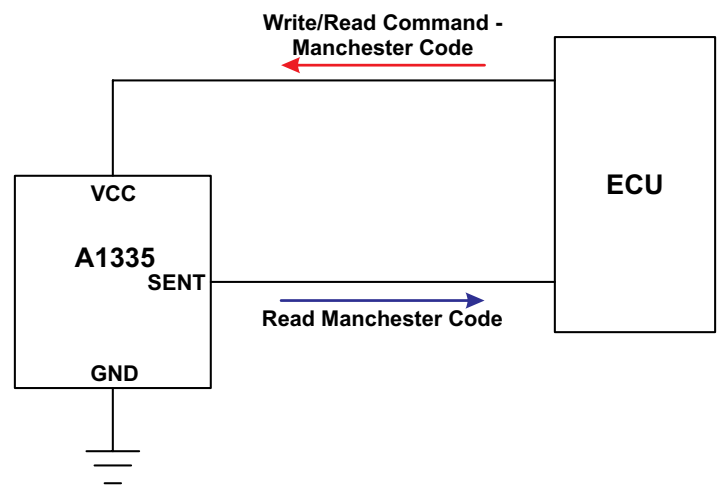 Write/Read Command -
Manchester Code
ECU
VCC
A1335
SENT
Read Manchester Code
GND